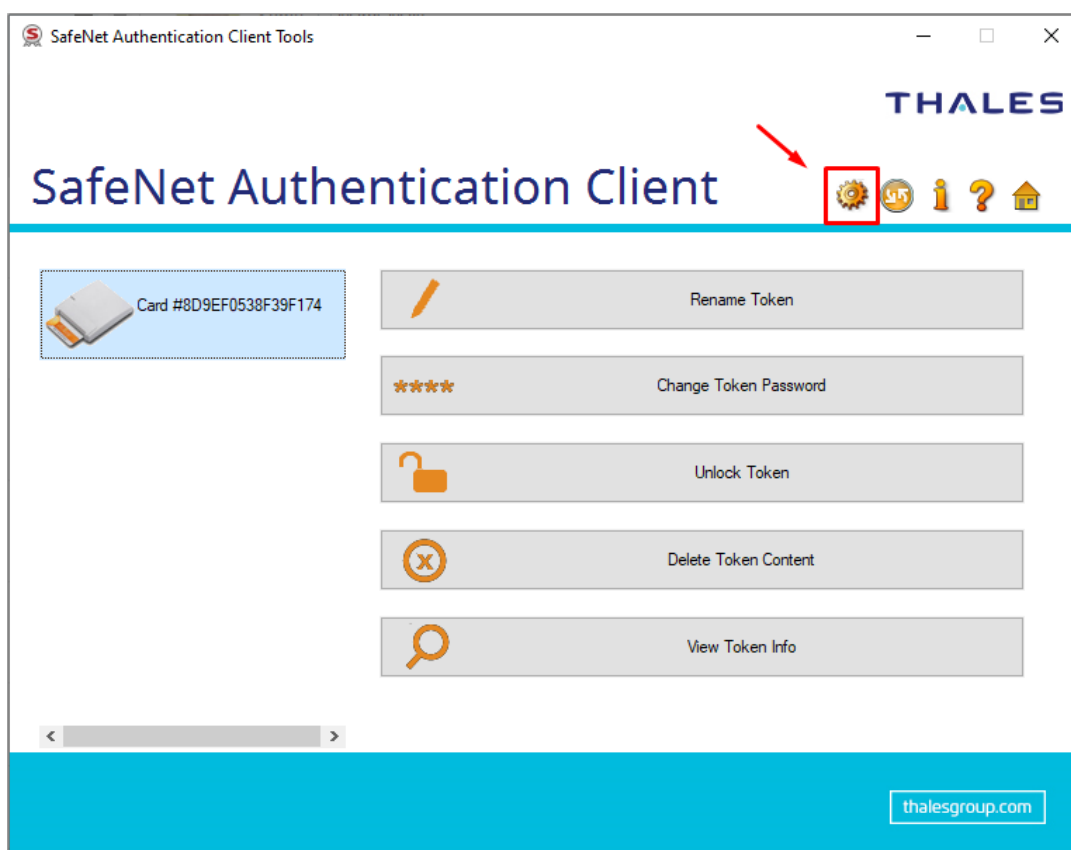 SafeNet Authentication Client Tools
THALES
SafeNet Authentication Client
Card #8D9EF0538F39F174
Rename Token
**** Change Token Password
Unlock Token
Delete Token Content
View Token Info
thalesgroup.com